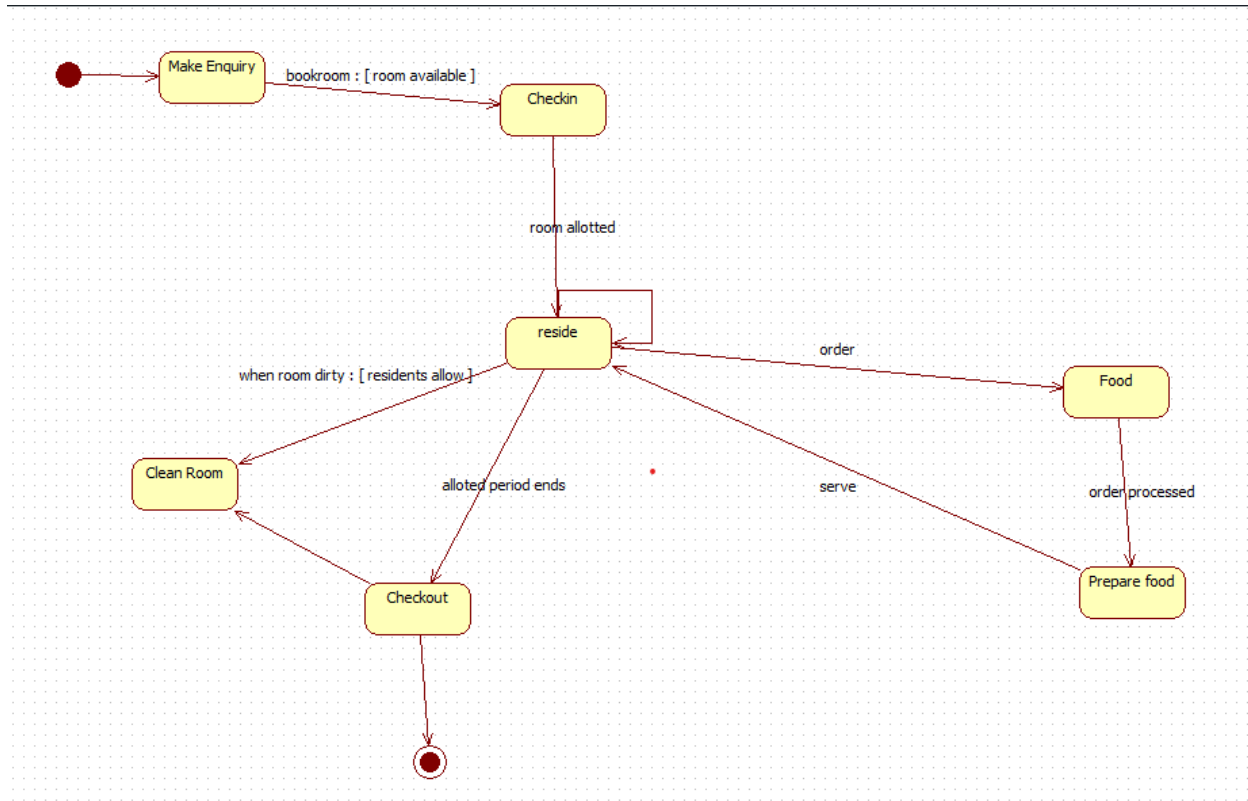 Make Enquiry
bookroom : [ room available ]
Checkin
room allotted
reside
order
when room dirty : [ residents allow ]
Food
Clean Room
alloted period ends
serve
order processed
Checkout
Prepare food